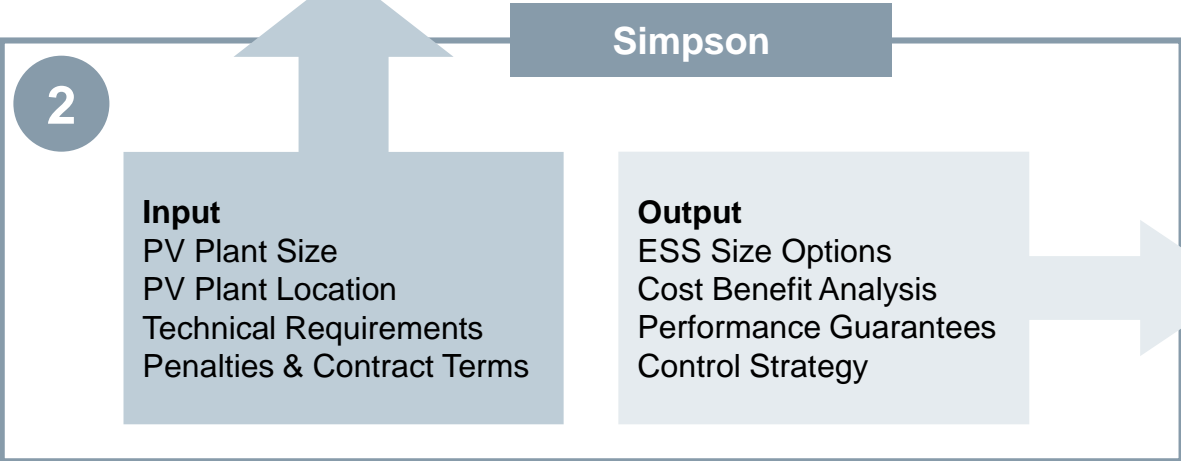 Simpson
2
Input
PV Plant Size
PV Plant Location
Technical Requirements
Penalties & Contract Terms
Output
ESS Size Options
Cost Benefit Analysis
Performance Guarantees
Control Strategy